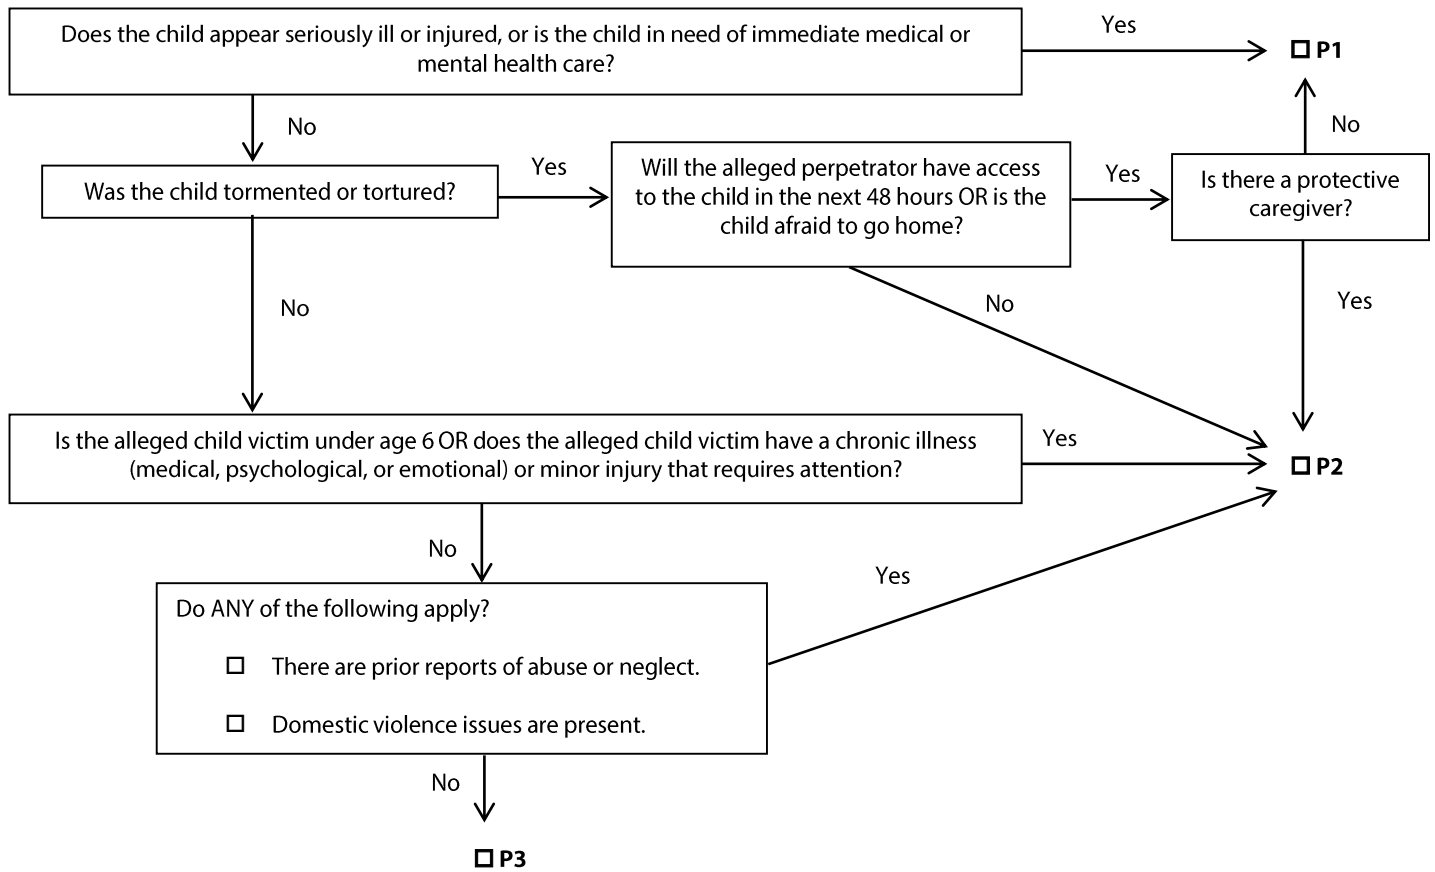 Does the child appear seriously ill or injured, or is the child in need of immediate medical or
mental health care?
Yes
P1
No
No
Was the child tormented or tortured?
Yes
Will the alleged perpetrator have access
to the child in the next 48 hours OR is the
child afraid to go home?
Yes
Is there a protective
caregiver?
No
No
Yes
Is the alleged child victim under age 6 OR does the alleged child victim have a chronic illness
(medical, psychological, or emotional) or minor injury that requires attention?
Yes
P2
No
Yes
Do ANY of the following apply?
There are prior reports of abuse or neglect.
Domestic violence issues are present.
No
P3